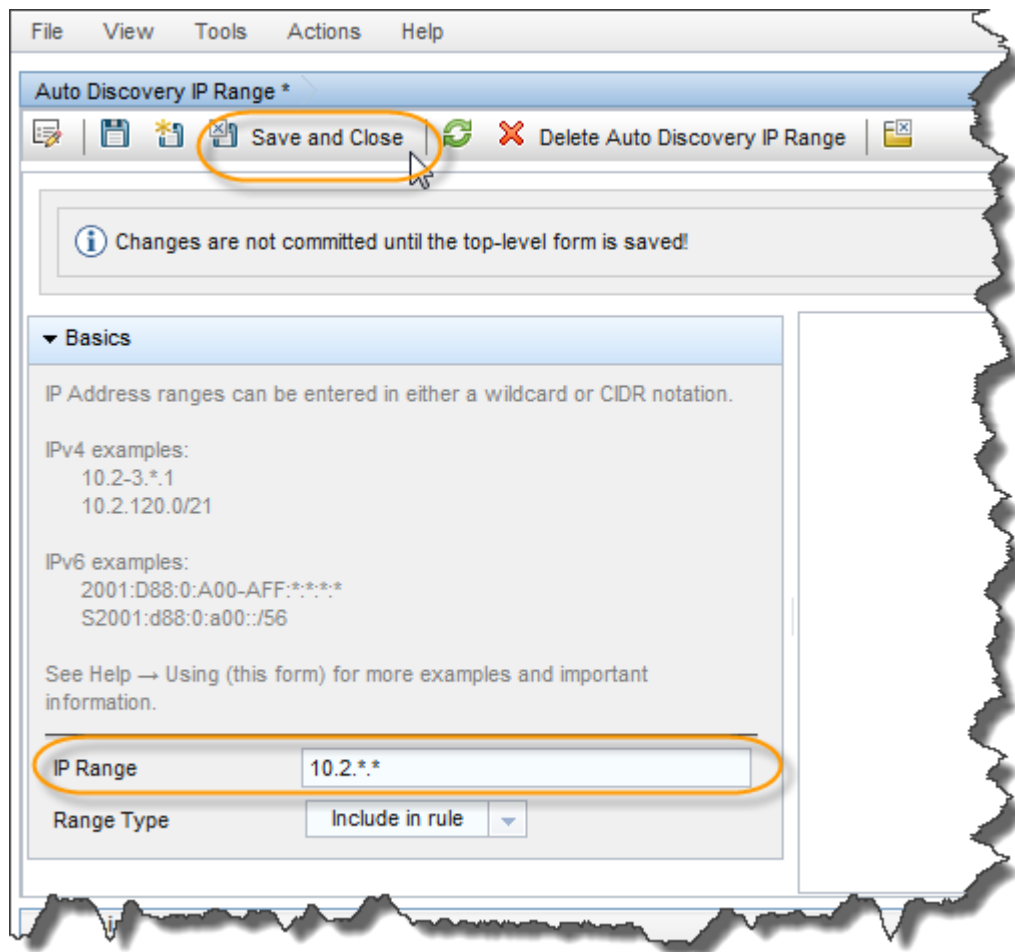 File View Tools Actions Help
Auto Discovery IP Range *
Save and Close Delete Auto Discovery IP Range
Changes are not committed until the top-level form is saved!
Basics
IP Address ranges can be entered in either a wildcard or CIDR notation.
IPv4 examples:
10.2-3.*.1
10.2.120.0/21
IPv6 examples:
2001:D88:0:A00-AFF:*:*:*:*
S2001:d88:0:a00::/56
See Help → Using (this form) for more examples and important
information.
IP Range 10.2.*.*
Range Type Include in rule